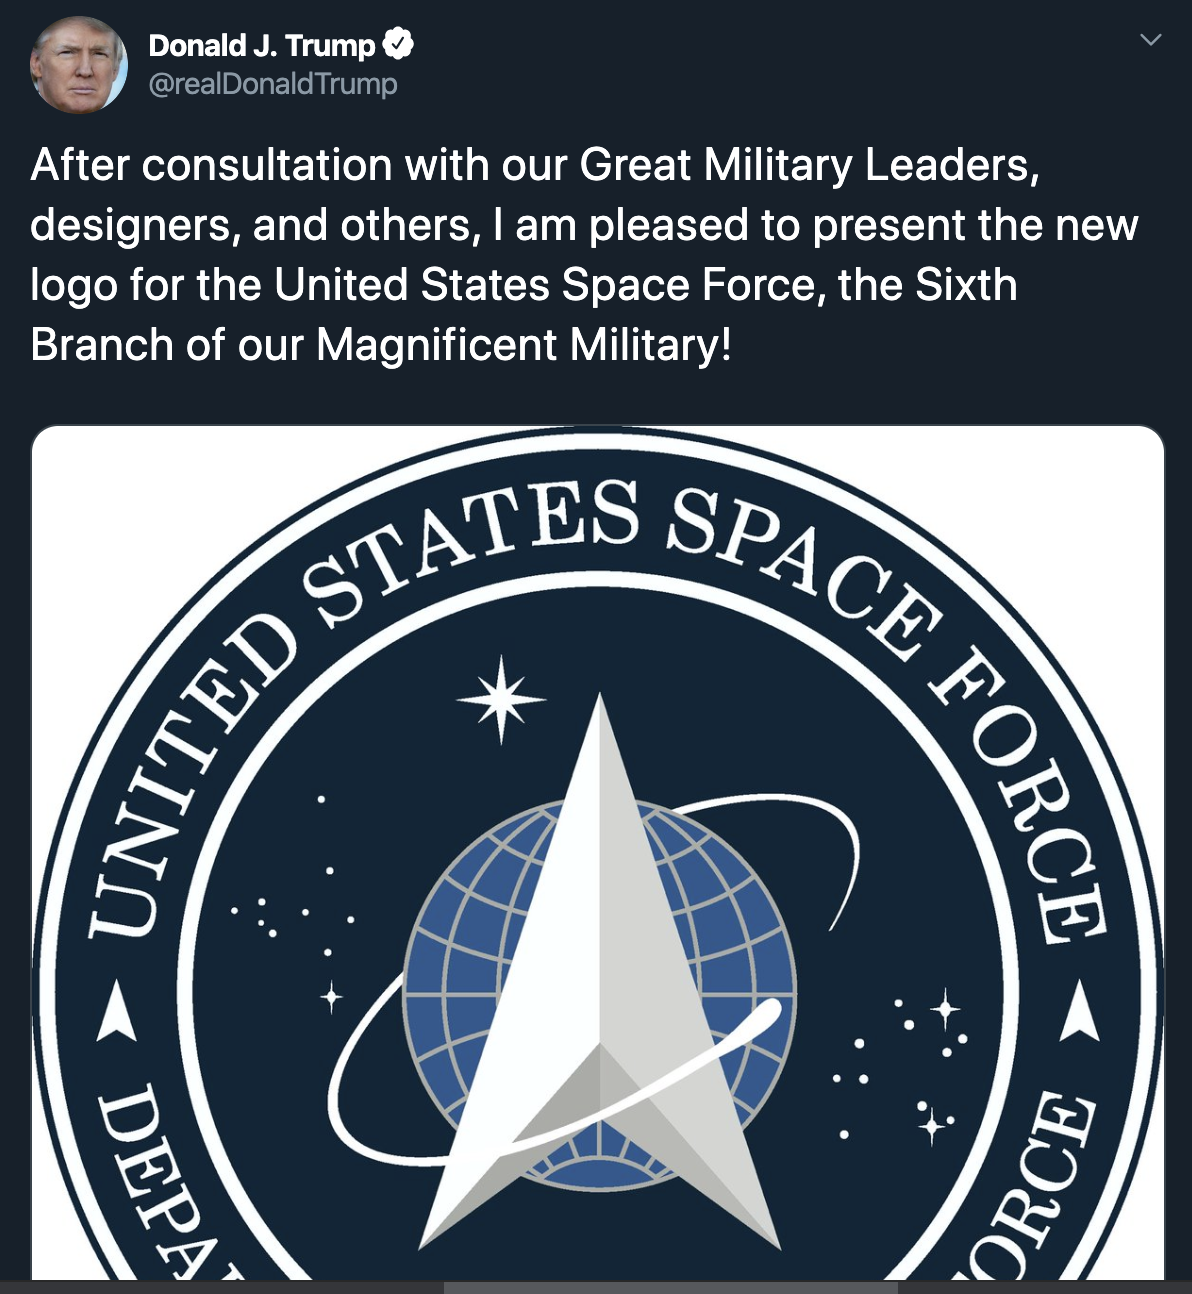 Donald J. Trump
@realDonaldTrump
After consultation with our Great Military Leaders,
designers, and others, I am pleased to present the new
logo for the United States Space Force, the Sixth
Branch of our Magnificent Military!
UNITED STATES SPACE FORCE
DEPA
ORCE